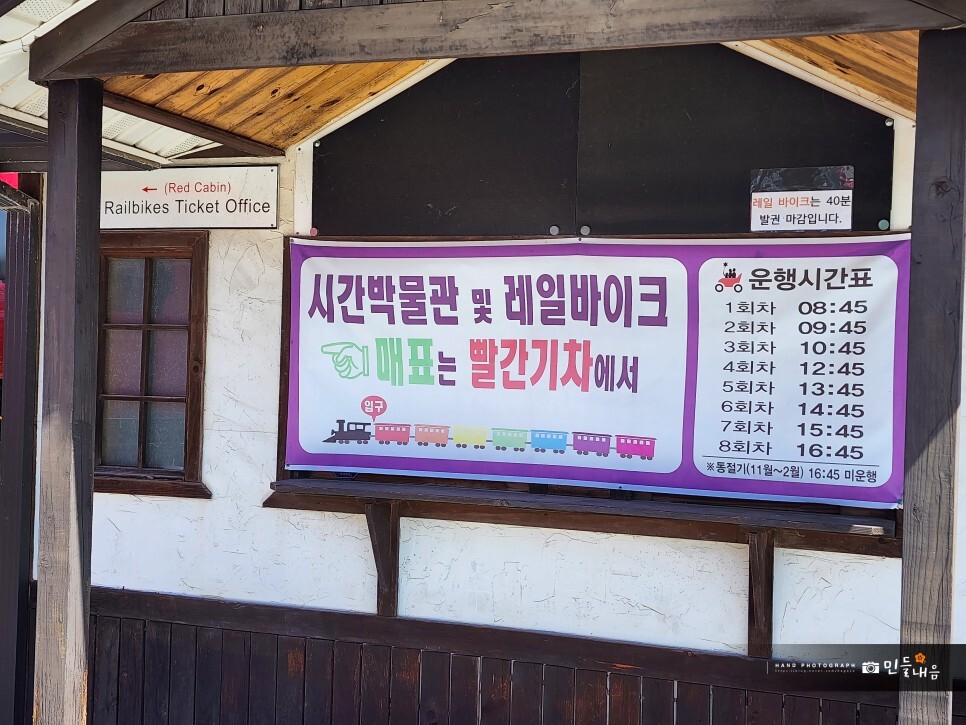 ← (Red Cabin)
Railbikes Ticket Office
레일 바이크는 40분
발권 마감입니다.
시간박물관 및 레일바이크
매표는 빨간기차에서
입구
운행시간표
1회차 08:45
2회차 09:45
3회차 10:45
4회차 12:45
5회차 13:45
6회차 14:45
7회차 15:45
8회차 16:45
※동절기(11월~2월) 16:45 미운행
HAND PHOTOGRAPH
민들내음